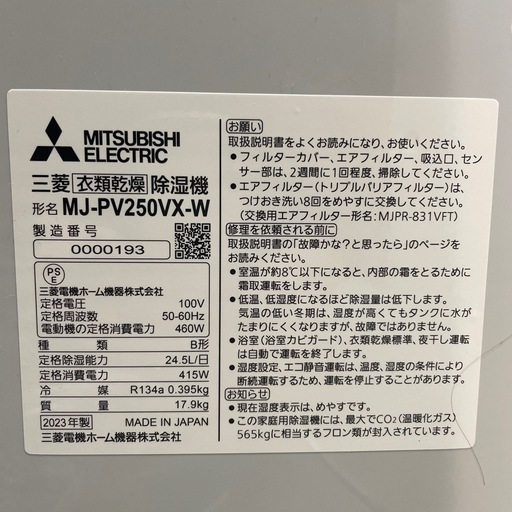 MITSUBISHI
ELECTRIC
三菱 衣類乾燥 除湿機
形名 MJ-PV250VX-W
製造番号
0000193
PS
E
三菱電機ホーム機器株式会社
定格電圧 100V
定格周波数 50-60Hz
電動機の定格消費電力 460W
種類 B形
定格除湿能力 24.5L/日
定格消費電力 415W
冷媒 R134a 0.395kg
質量 17.9kg
2023年製 MADE IN JAPAN
お願い
取扱説明書をよくお読みになり、お使いください。
●フィルターカバー、エアフィルター、吸込口、セン
サー部は、2週間に1回程度、掃除してください。
●エアフィルター(トリプルバリアフィルター)は、
つけおき洗い8回をめやすに交換してください。
(交換用エアフィルター形名:MJPR-831VFT)
修理を依頼される前に
取扱説明書の「故障かな?と思ったら」のページを
お読みください。
●室温が約8℃以下になると、内部の霜をとるために
霜取運転をします。
●低温、低湿度になるほど除湿量は低下します。
気温の低い冬期は、湿度が高くてもタンクに水が
たまりにくくなりますが、故障ではありません。
●浴室(浴室カビガード)、衣類乾燥標準、夜干し運転
は自動で運転を終了します。
●湿度設定、エコ静音運転は、温度、湿度の条件により
断続運転するため、運転を停止することがあります。
お知らせ
●現在湿度表示は、めやすです。
●この家庭用除湿機には、最大でCO2(温暖化ガス)
565kgに相当するフロン類が封入されています。